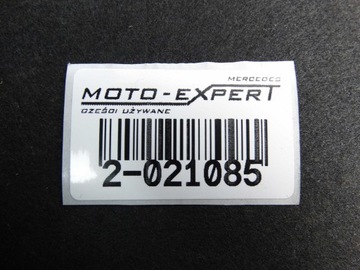 MERCEDES
MOTO-EXPERT
CZĘŚCI UŻYWANE
2-021085